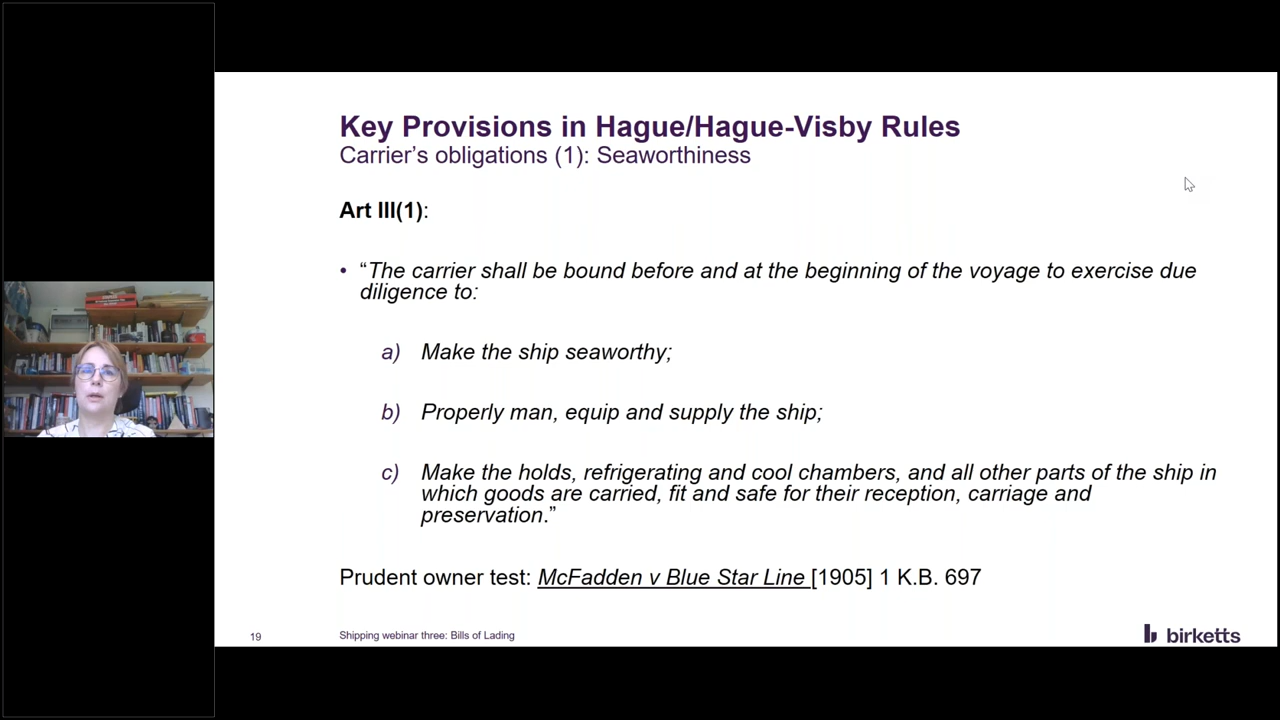 Key Provisions in Hague/Hague-Visby Rules
Carrier’s obligations (1): Seaworthiness
Art III(1):
• “The carrier shall be bound before and at the beginning of the voyage to exercise due
diligence to:
a) Make the ship seaworthy;
b) Properly man, equip and supply the ship;
c) Make the holds, refrigerating and cool chambers, and all other parts of the ship in
which goods are carried, fit and safe for their reception, carriage and
preservation.”
Prudent owner test: McFadden v Blue Star Line [1905] 1 K.B. 697
19
Shipping webinar three: Bills of Lading
birketts